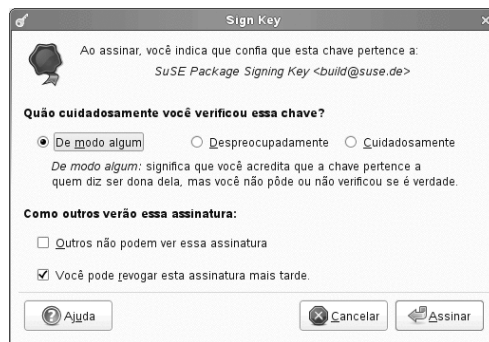 Sign Key
Ao assinar, você indica que confia que esta chave pertence a:
SuSE Package Signing Key <build@suse.de>
Quão cuidadosamente você verificou essa chave?
De modo algum
Despreocupadamente
Cuidadosamente
De modo algum: significa que você acredita que a chave pertence a
quem diz ser dona dela, mas você não pôde ou não verificou se é verdade.
Como outros verão essa assinatura:
Outros não podem ver essa assinatura
Você pode revogar esta assinatura mais tarde.
Ajuda
Cancelar
Assinar